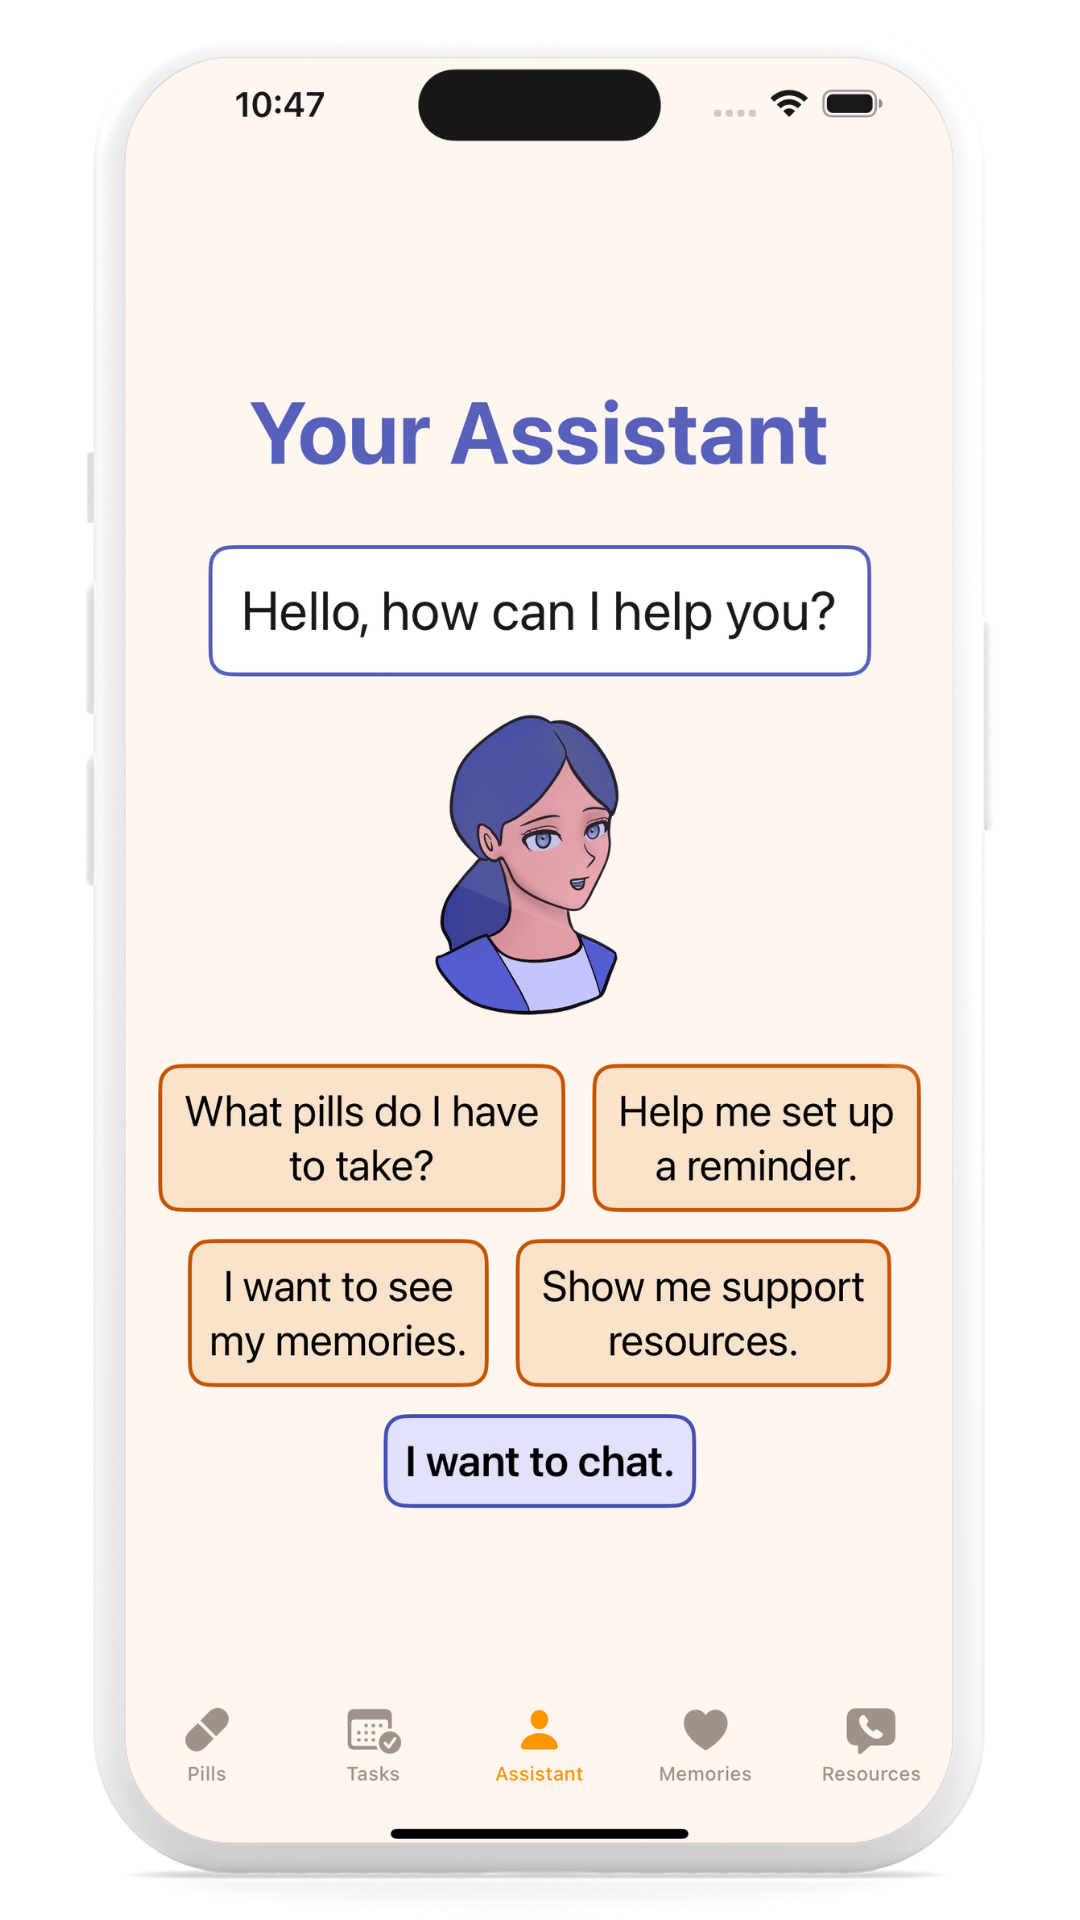 10:47
Your Assistant
Hello, how can I help you?
What pills do I have
to take?
Help me set up
a reminder.
I want to see
my memories.
Show me support
resources.
I want to chat.
Pills
Tasks
Assistant
Memories
Resources